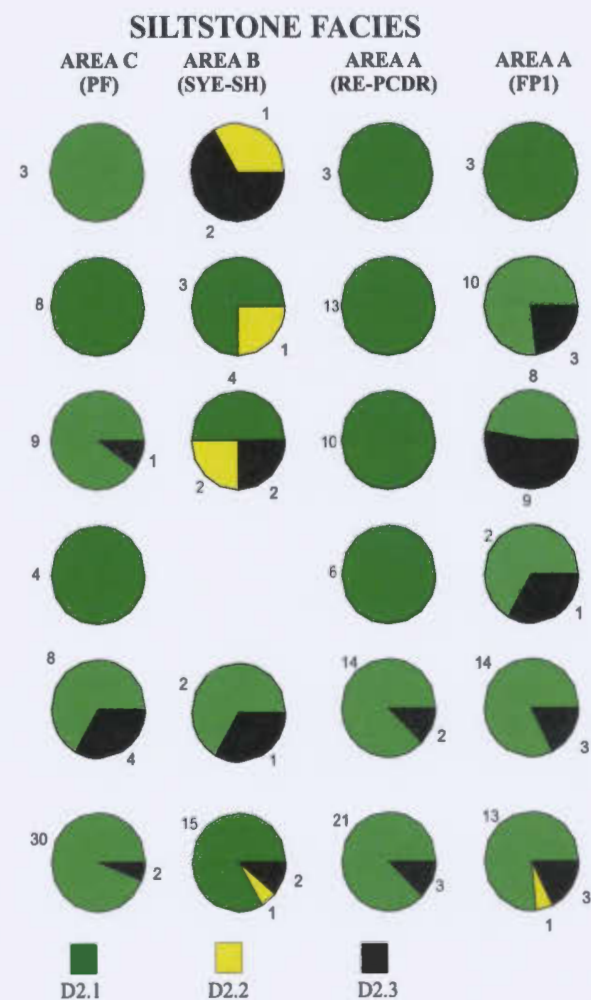 SILTSTONE FACIES
AREA C AREA B AREA A AREA A
(PF) (SYE-SH) (RE-PCDR) (FP1)
1
3 3 3
2
3 10
8 13
1 3
4 8
9 10
1
2 2
9
2
4 6
1
8 2 14 14
2
4 1 3
30 15 21 13
2 2 3 3
1
1
D2.1 D2.2 D2.3